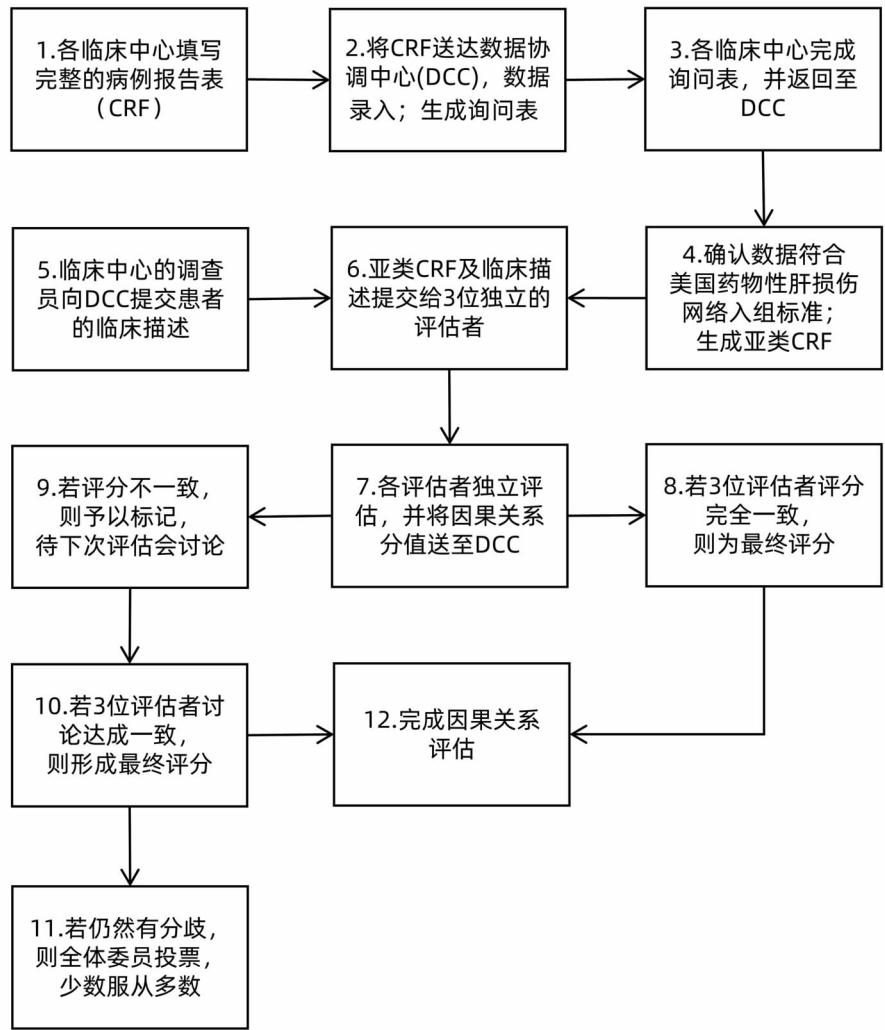 1.各临床中心填写
完整的病例报告表
（CRF）
2.将CRF送达数据协
调中心(DCC)，数据
录入；生成询问表
3.各临床中心完成
询问表，并返回至
DCC
4.确认数据符合
美国药物性肝损伤
网络入组标准；
生成亚类CRF
5.临床中心的调查
员向DCC提交患者
的临床描述
6.亚类CRF及临床描
述提交给3位独立的
评估者
7.各评估者独立评
估，并将因果关系
分值送至DCC
8.若3位评估者评分
完全一致，
则为最终评分
9.若评分不一致，
则予以标记，
待下次评估会讨论
10.若3位评估者讨
论达成一致，
则形成最终评分
11.若仍然有分歧，
则全体委员投票，
少数服从多数
12.完成因果关系
评估